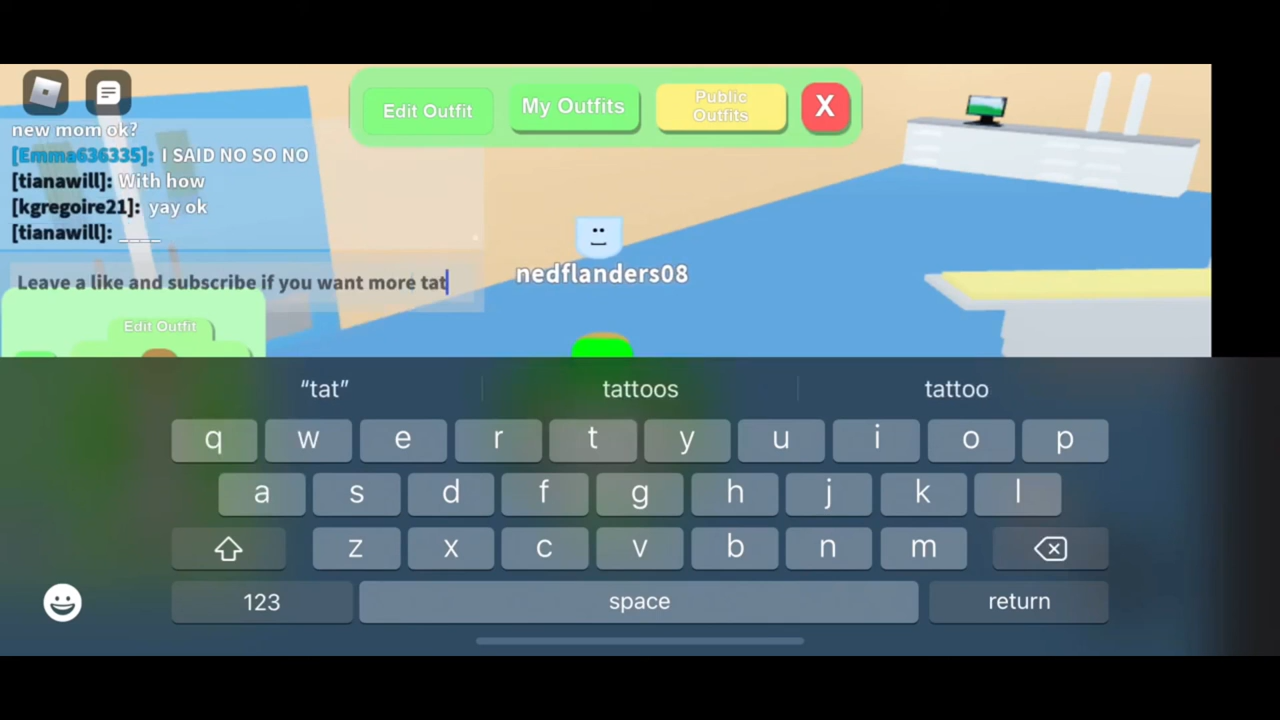 Edit Outfit
My Outfits
Public
Outfits
X
new mom ok?
[Emma636335]: I SAID NO SO NO
[tianawill]: With how
[kgregoire21]: yay ok
[tianawill]: ____
Leave a like and subscribe if you want more tat
nedflanders08
Edit Outfit
“tat” tattoos tattoo
q w e r t y u i o p
a s d f g h j k l
z x c v b n m
123 space return